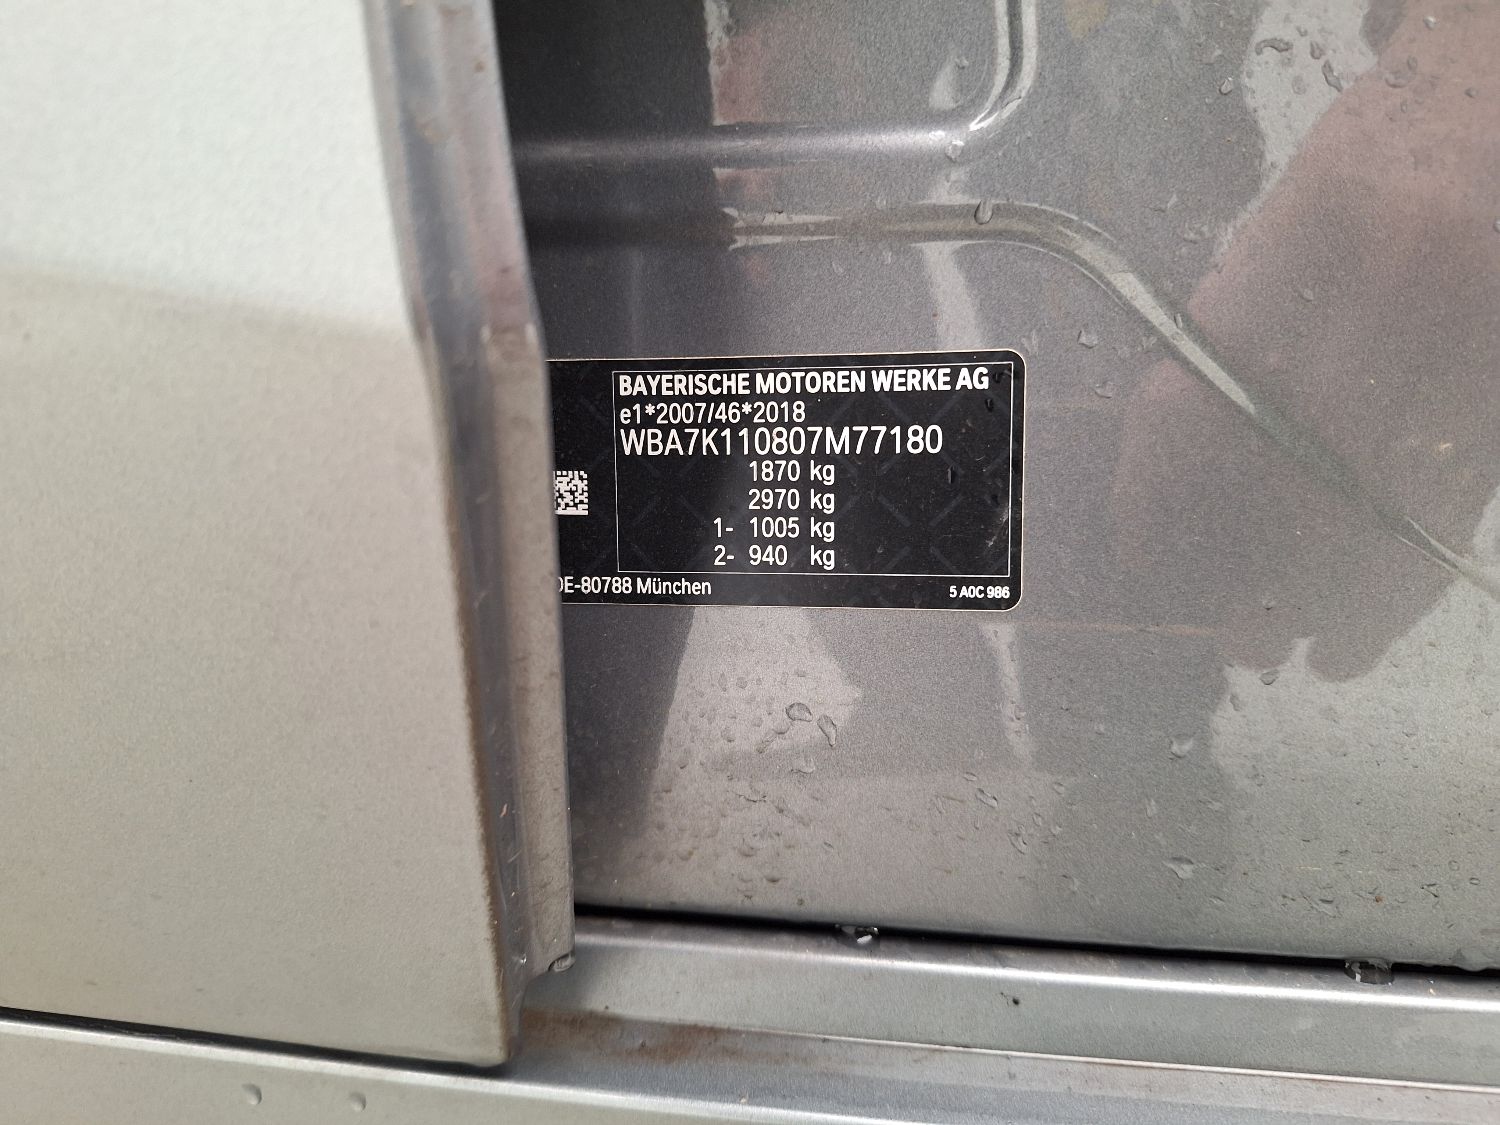 BAYERISCHE MOTOREN WERKE AG
e1*2007/46*2018
WBA7K110807M77180
1870 kg
2970 kg
1- 1005 kg
2- 940 kg
DE-80788 München
5 A0C 986